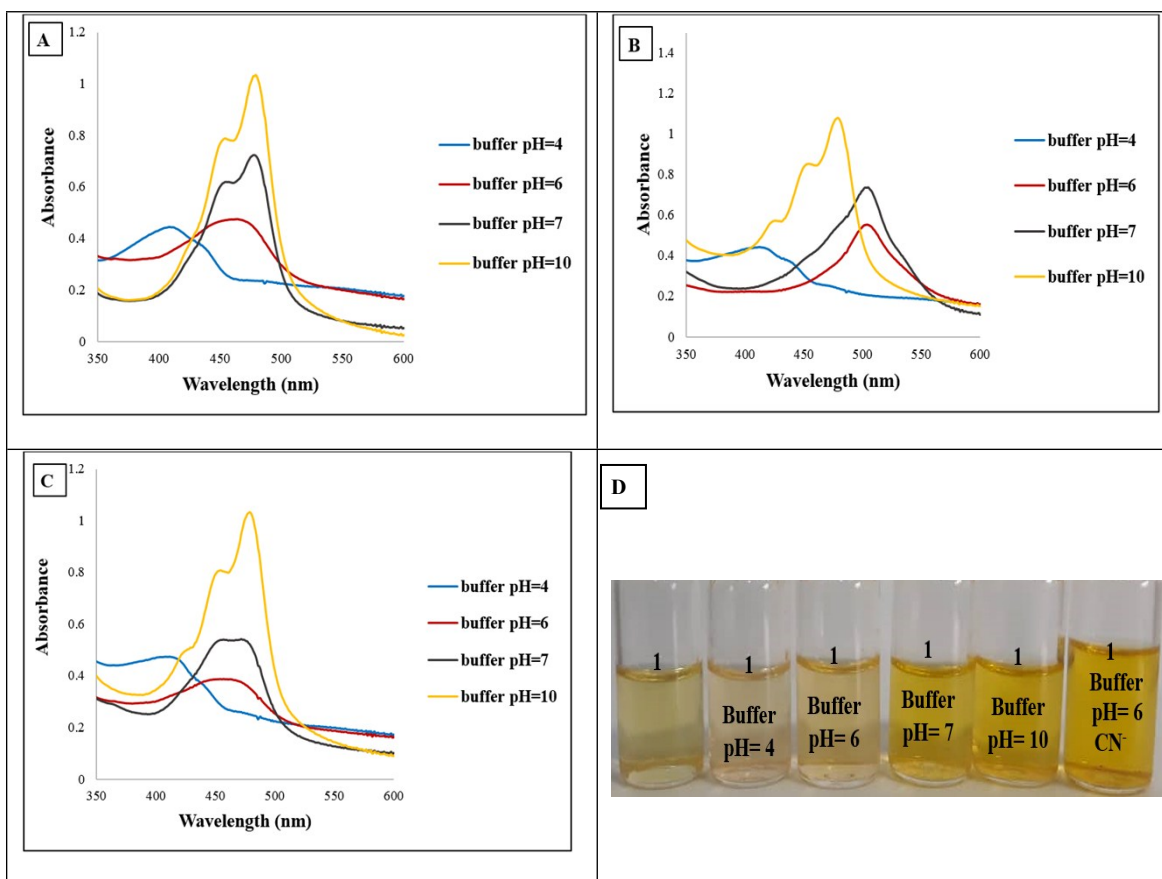 A
1.2
1
0.8
0.6
0.4
0.2
0
350 400 450 500 550 600
Absorbance
Wavelength (nm)
buffer pH=4
buffer pH=6
buffer pH=7
buffer pH=10
B
1.4
1.2
1
0.8
0.6
0.4
0.2
0
350 400 450 500 550 600
Absorbance
Wavelength (nm)
buffer pH=4
buffer pH=6
buffer pH=7
buffer pH=10
C
1.2
1
0.8
0.6
0.4
0.2
0
350 400 450 500 550 600
Absorbance
Wavelength (nm)
buffer pH=4
buffer pH=6
buffer pH=7
buffer pH=10
D
1
1
Buffer
pH= 4
1
Buffer
pH= 6
1
Buffer
pH= 7
1
Buffer
pH= 10
1
Buffer
pH= 6
CN⁻